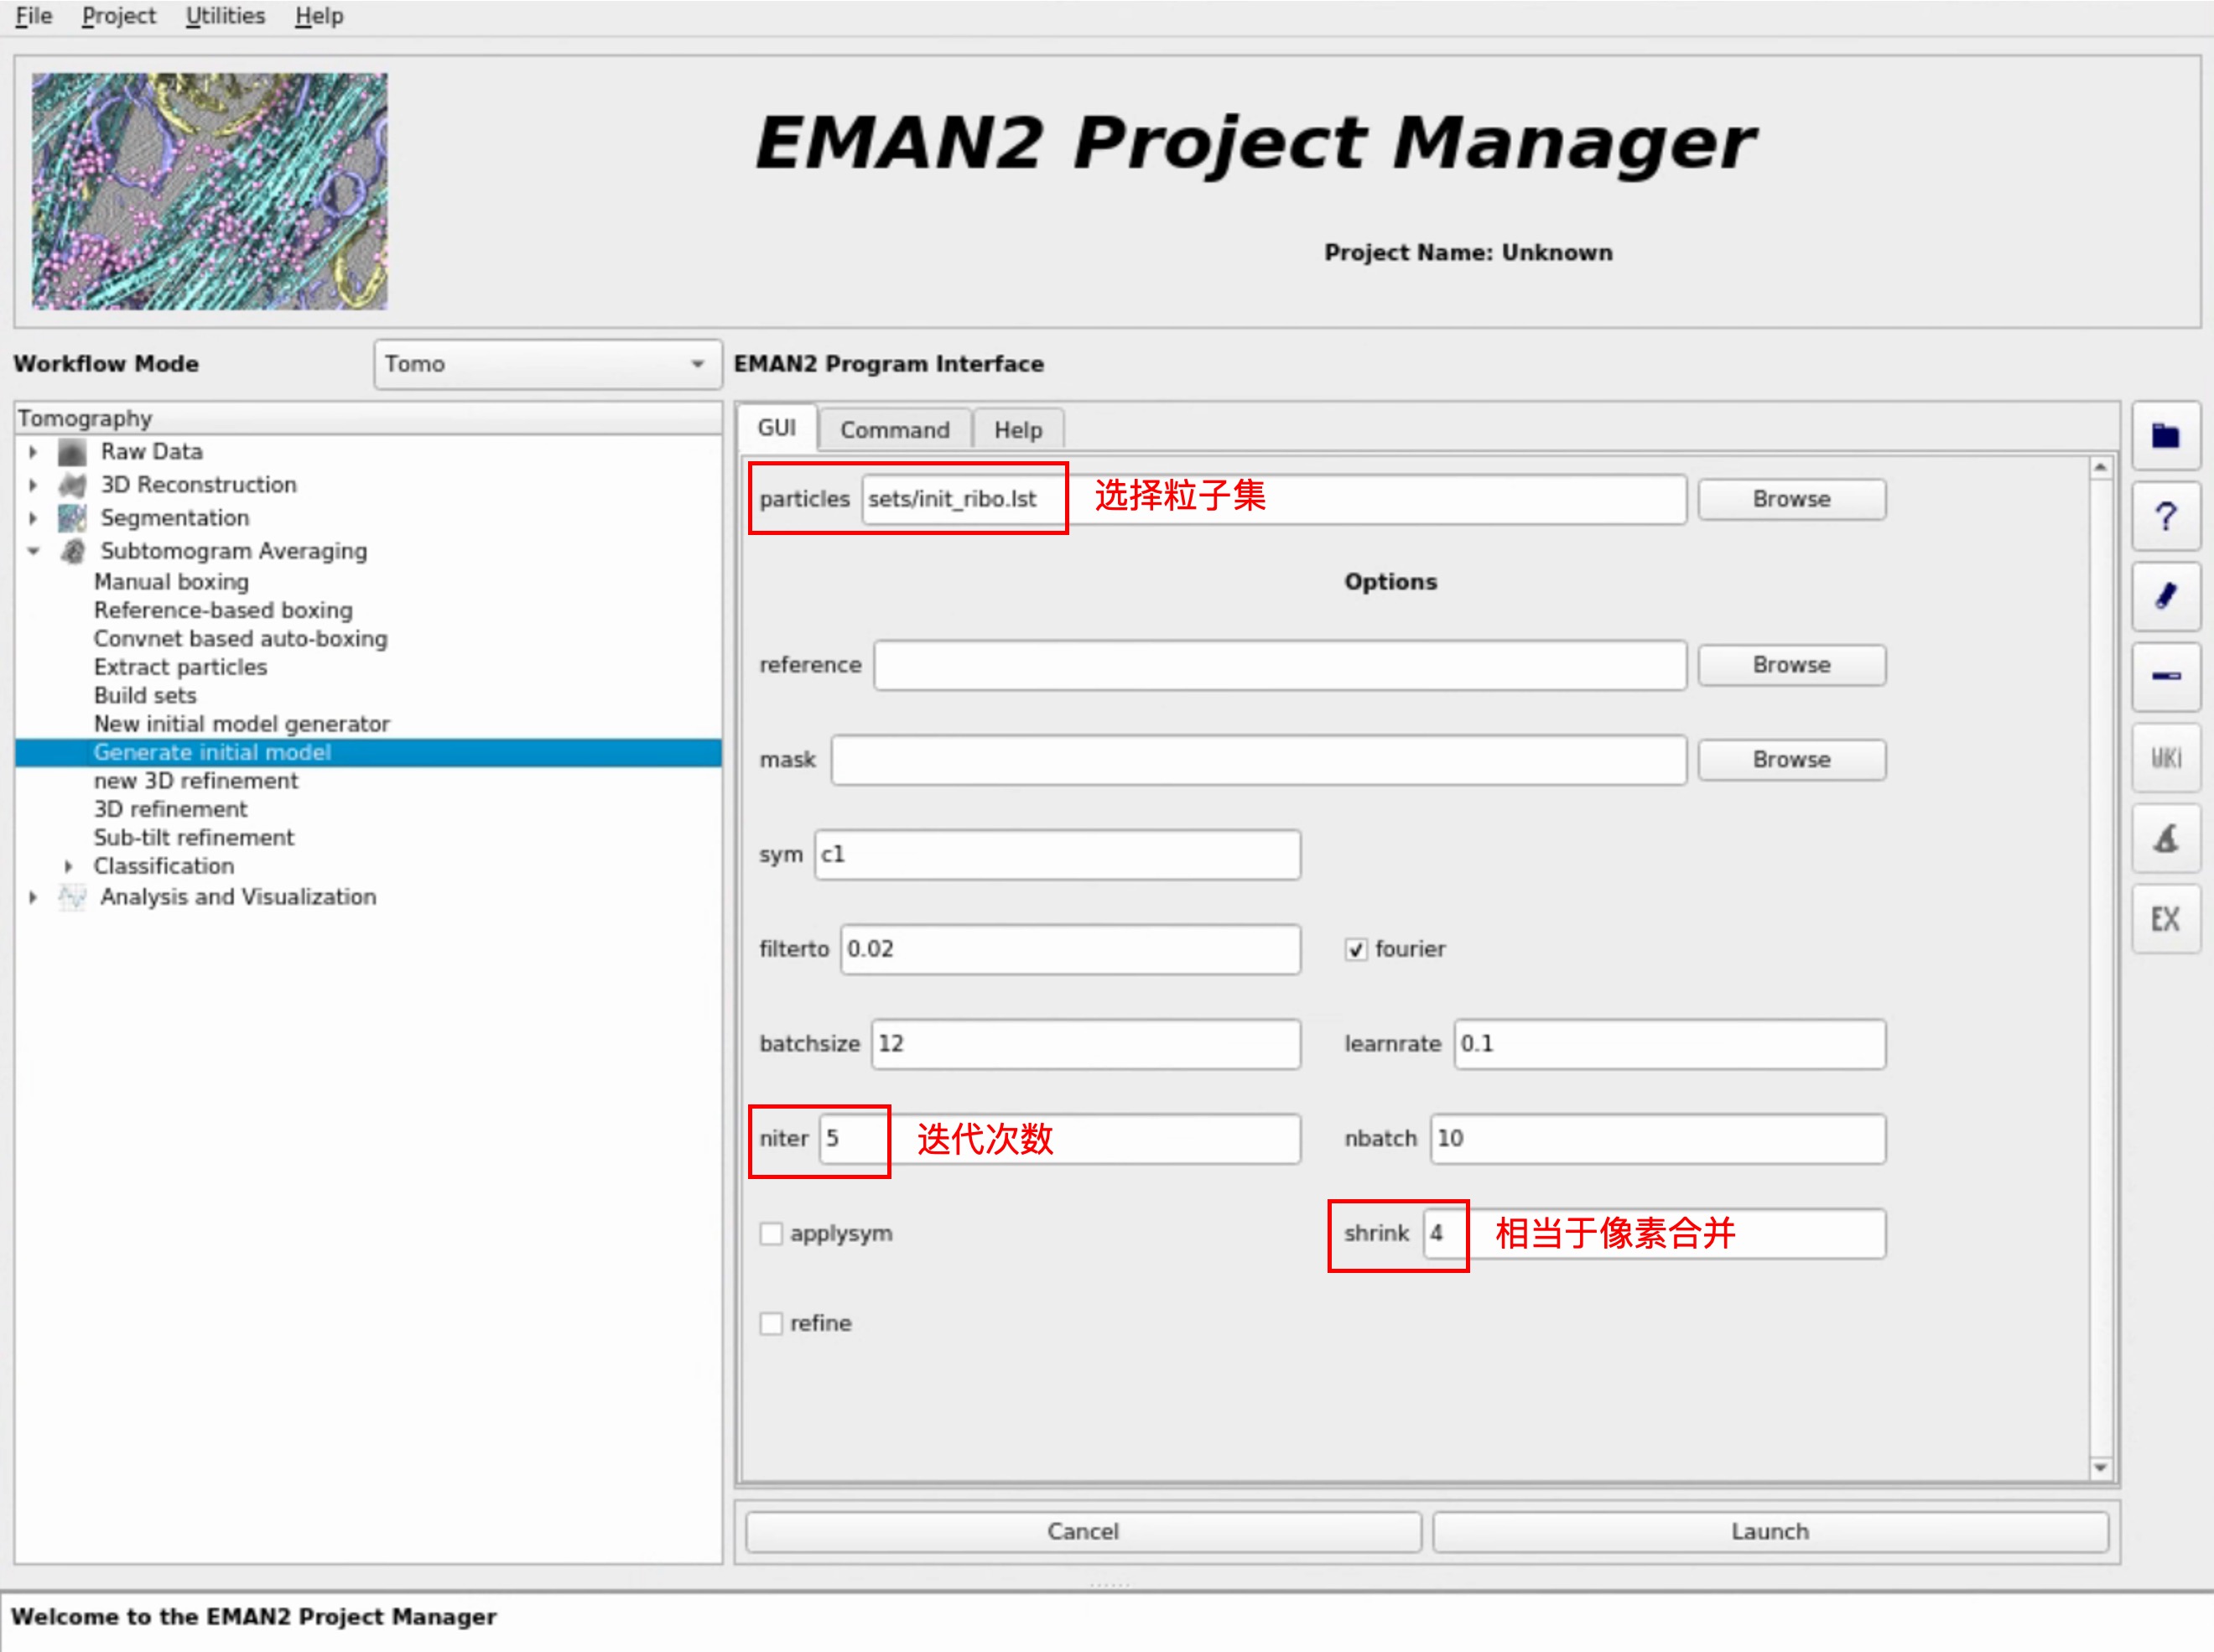 File Project Utilities Help
EMAN2 Project Manager
Project Name: Unknown
Workflow Mode Tomo EMAN2 Program Interface
Tomography
Raw Data
3D Reconstruction
Segmentation
Subtomogram Averaging
Manual boxing
Reference-based boxing
Convnet based auto-boxing
Extract particles
Build sets
New initial model generator
Generate initial model
new 3D refinement
3D refinement
Sub-tilt refinement
Classification
Analysis and Visualization
GUI Command Help
particles sets/init_ribo.lst 选择粒子集 Browse
Options
reference Browse
mask Browse
sym c1
filterto 0.02 fourier
batchsize 12 learnrate 0.1
niter 5 迭代次数 nbatch 10
applysym shrink 4 相当于像素合并
refine
Cancel Launch
?
EX
Welcome to the EMAN2 Project Manager